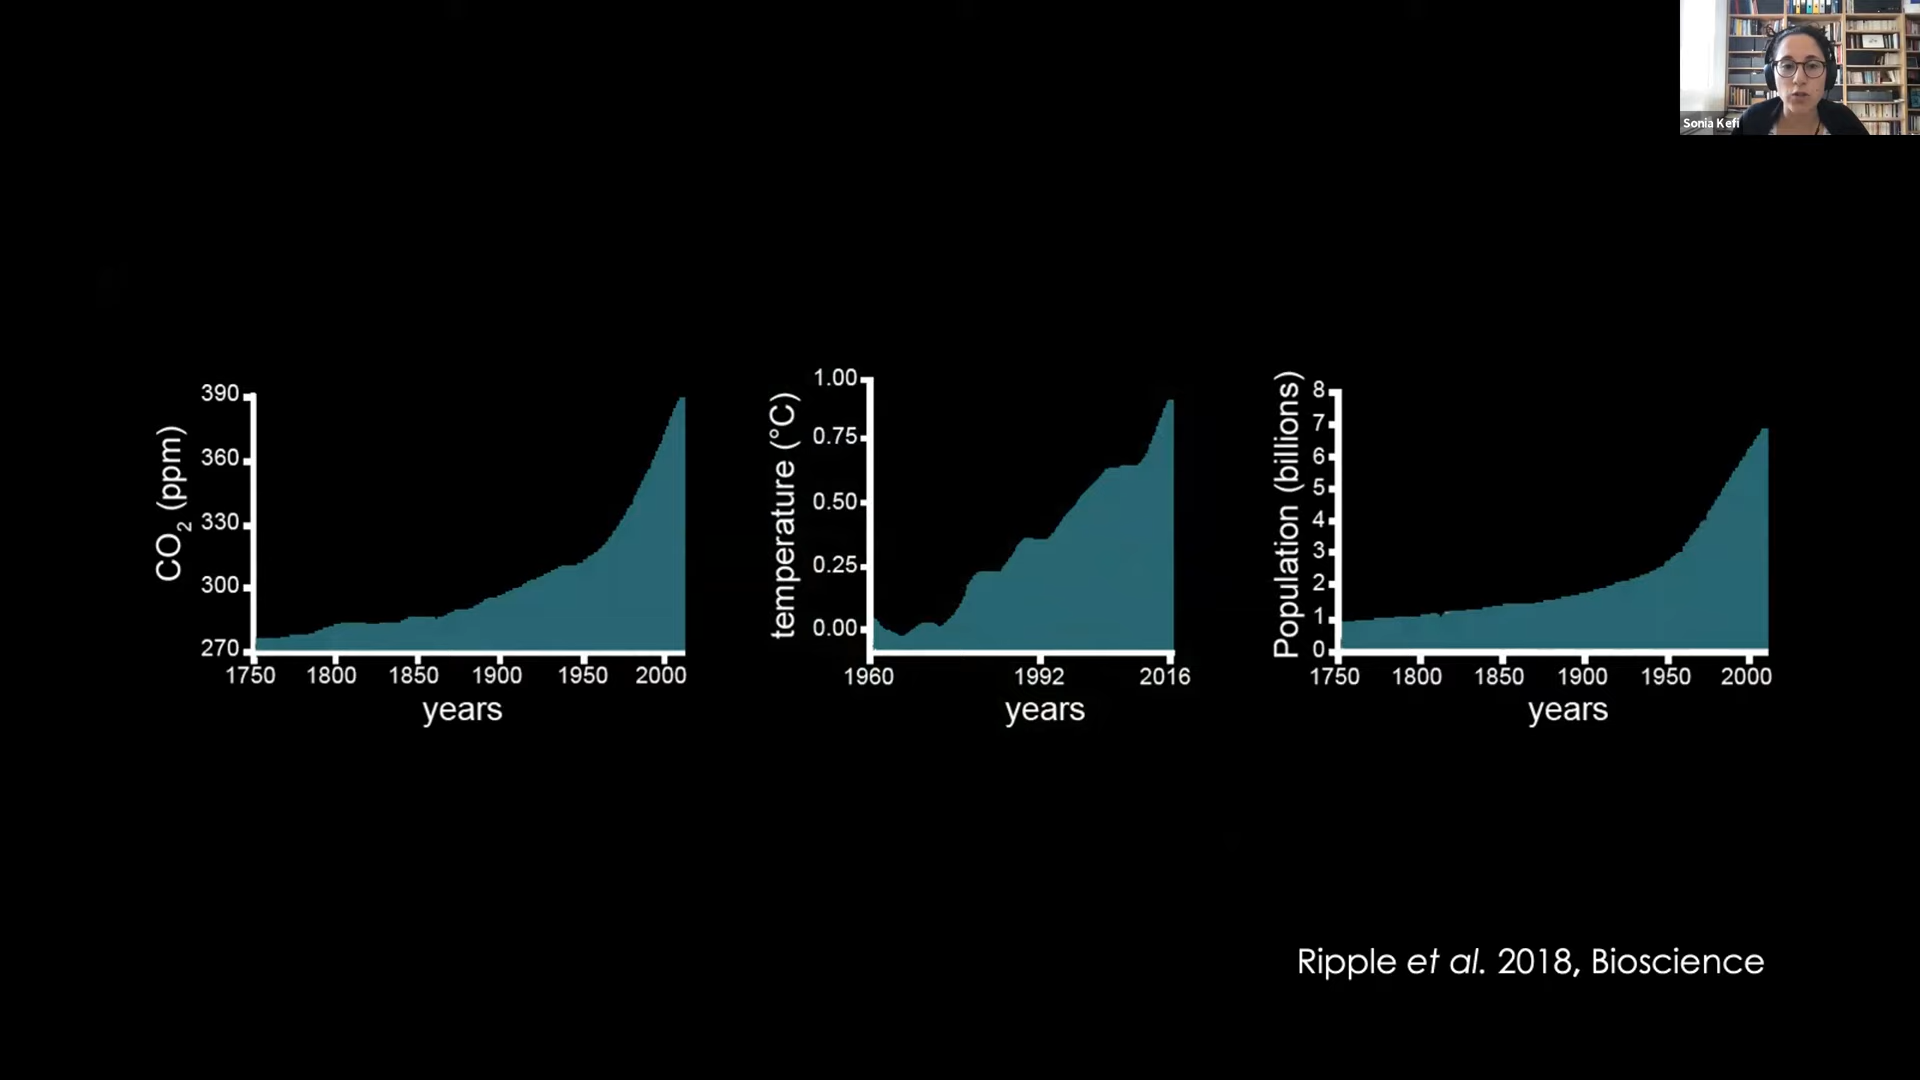 Sonia Kefi
CO2 (ppm)
390
360
330
300
270
1750 1800 1850 1900 1950 2000
years
temperature (°C)
1.00
0.75
0.50
0.25
0.00
1960 1992 2016
years
Population (billions)
8
7
6
5
4
3
2
1
0
1750 1800 1850 1900 1950 2000
years
Ripple et al. 2018, Bioscience